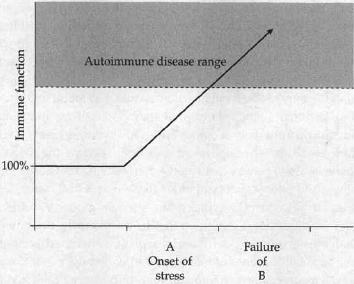 Autoimmune disease range
Immune function
100%
A
Onset of
stress
Failure
of
B